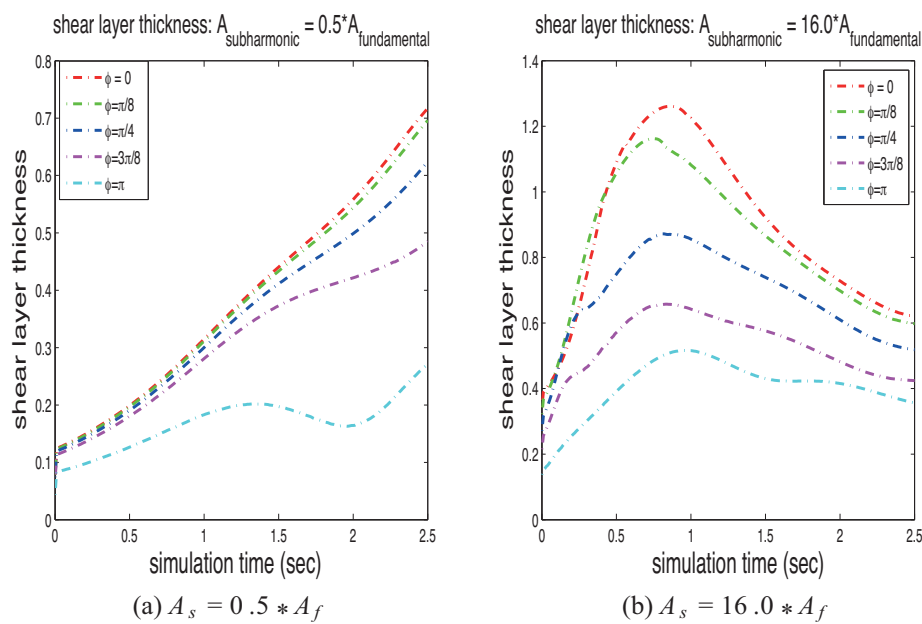 shear layer thickness: A_subharmonic = 0.5*A_fundamental
0.8
0.7
0.6
0.5
0.4
0.3
0.2
0.1
0
shear layer thickness
ϕ = 0
ϕ=π/8
ϕ=π/4
ϕ=3π/8
ϕ=π
0 0.5 1 1.5 2 2.5
simulation time (sec)
(a) A_s = 0.5 * A_f
shear layer thickness: A_subharmonic = 16.0*A_fundamental
1.4
1.2
1
0.8
0.6
0.4
0.2
0
shear layer thickness
ϕ = 0
ϕ=π/8
ϕ=π/4
ϕ=3π/8
ϕ=π
0 0.5 1 1.5 2 2.5
simulation time (sec)
(b) A_s = 16.0 * A_f